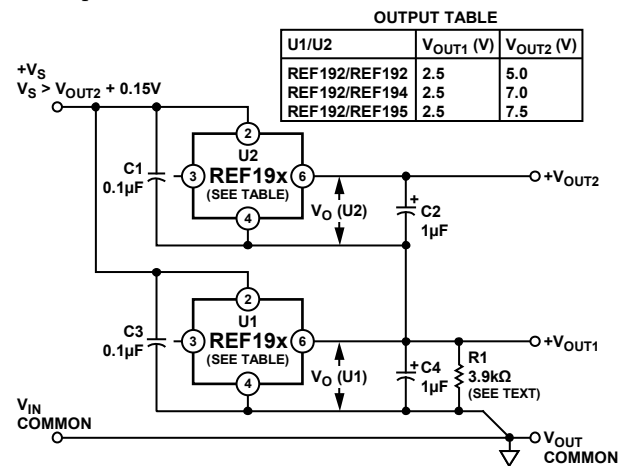 OUTPUT TABLE
U1/U2 VOUT1 (V) VOUT2 (V)
REF192/REF192 2.5 5.0
REF192/REF194 2.5 7.0
REF192/REF195 2.5 7.5
+VS
VS > VOUT2 + 0.15V
2
U2
C1
0.1µF
3 REF19x 6
(SEE TABLE)
4
VO (U2)
+
C2
1µF
+VOUT2
2
U1
C3
0.1µF
3 REF19x 6
(SEE TABLE)
4
VO (U1)
+
C4
1µF
R1
3.9kΩ
(SEE TEXT)
+VOUT1
VIN
COMMON
VOUT
COMMON